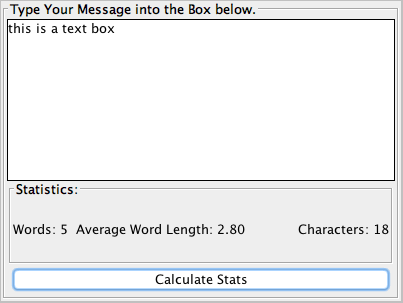 Type Your Message into the Box below.
this is a text box
Statistics:
Words: 5 Average Word Length: 2.80 Characters: 18
Calculate Stats